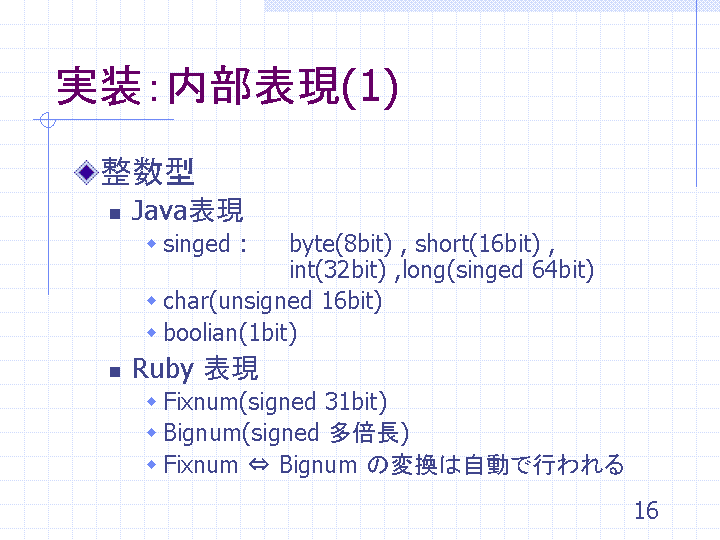 実装：内部表現(1)
整数型
Java表現
singed : byte(8bit) , short(16bit) ,
int(32bit) ,long(singed 64bit)
char(unsigned 16bit)
boolian(1bit)
Ruby 表現
Fixnum(signed 31bit)
Bignum(signed 多倍長)
Fixnum ⇔ Bignum の変換は自動で行われる
16